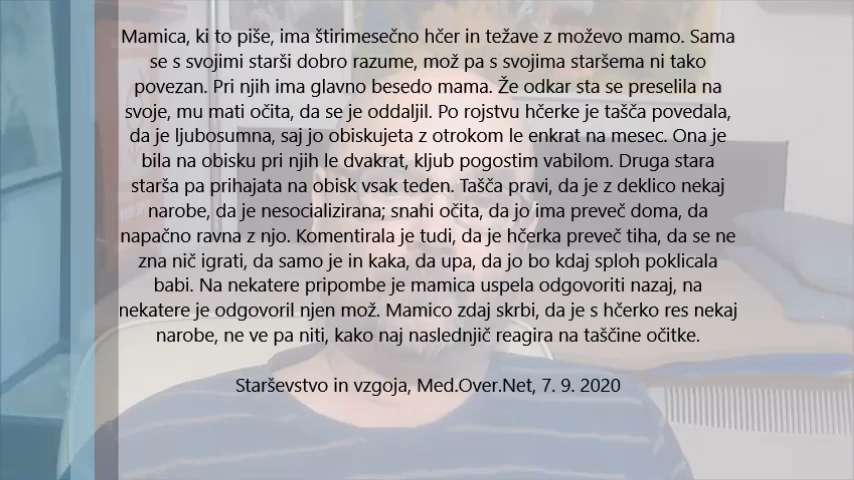 Mamica, ki to piše, ima štirimesečno hčer in težave z moževo mamo. Sama
se s svojimi starši dobro razume, mož pa s svojima staršema ni tako
povezan. Pri njih ima glavno besedo mama. Že odkar sta se preselila na
svoje, mu mati očita, da se je oddaljil. Po rojstvu hčerke je tašča povedala,
da je ljubosumna, saj jo obiskujeta z otrokom le enkrat na mesec. Ona je
bila na obisku pri njih le dvakrat, kljub pogostim vabilom. Druga stara
starša pa prihajata na obisk vsak teden. Tašča pravi, da je z deklico nekaj
narobe, da je nesocializirana; snahi očita, da jo ima preveč doma, da
napačno ravna z njo. Komentirala je tudi, da je hčerka preveč tiha, da se ne
zna nič igrati, da samo je in kaka, da upa, da jo bo kdaj sploh poklicala
babi. Na nekatere pripombe je mamica uspela odgovoriti nazaj, na
nekatere je odgovoril njen mož. Mamico zdaj skrbi, da je s hčerko res nekaj
narobe, ne ve pa niti, kako naj naslednjič reagira na taščine očitke.
Starševstvo in vzgoja, Med.Over.Net, 7. 9. 2020